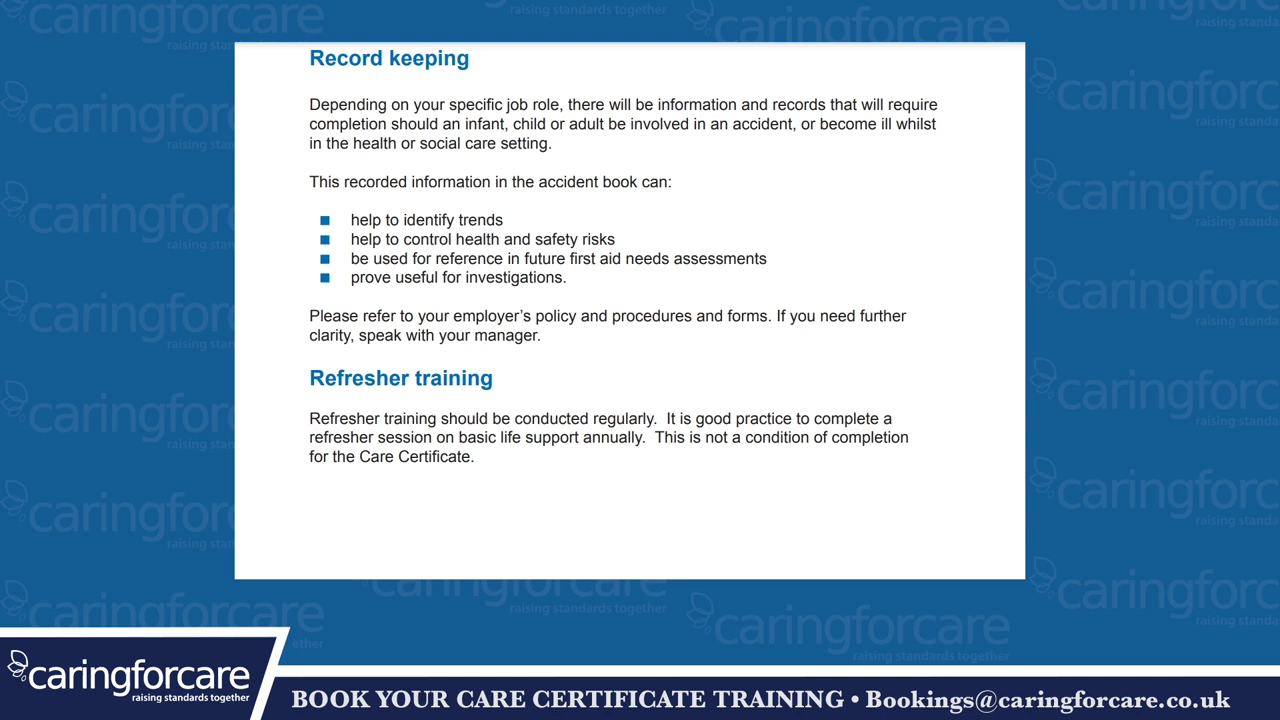 caringforcare
raising standards together
Record keeping
Depending on your specific job role, there will be information and records that will require
completion should an infant, child or adult be involved in an accident, or become ill whilst
in the health or social care setting.
This recorded information in the accident book can:
help to identify trends
help to control health and safety risks
be used for reference in future first aid needs assessments
prove useful for investigations.
Please refer to your employer’s policy and procedures and forms. If you need further
clarity, speak with your manager.
Refresher training
Refresher training should be conducted regularly.  It is good practice to complete a
refresher session on basic life support annually.  This is not a condition of completion
for the Care Certificate.
caringforcare
raising standards together
BOOK YOUR CARE CERTIFICATE TRAINING • Bookings@caringforcare.co.uk